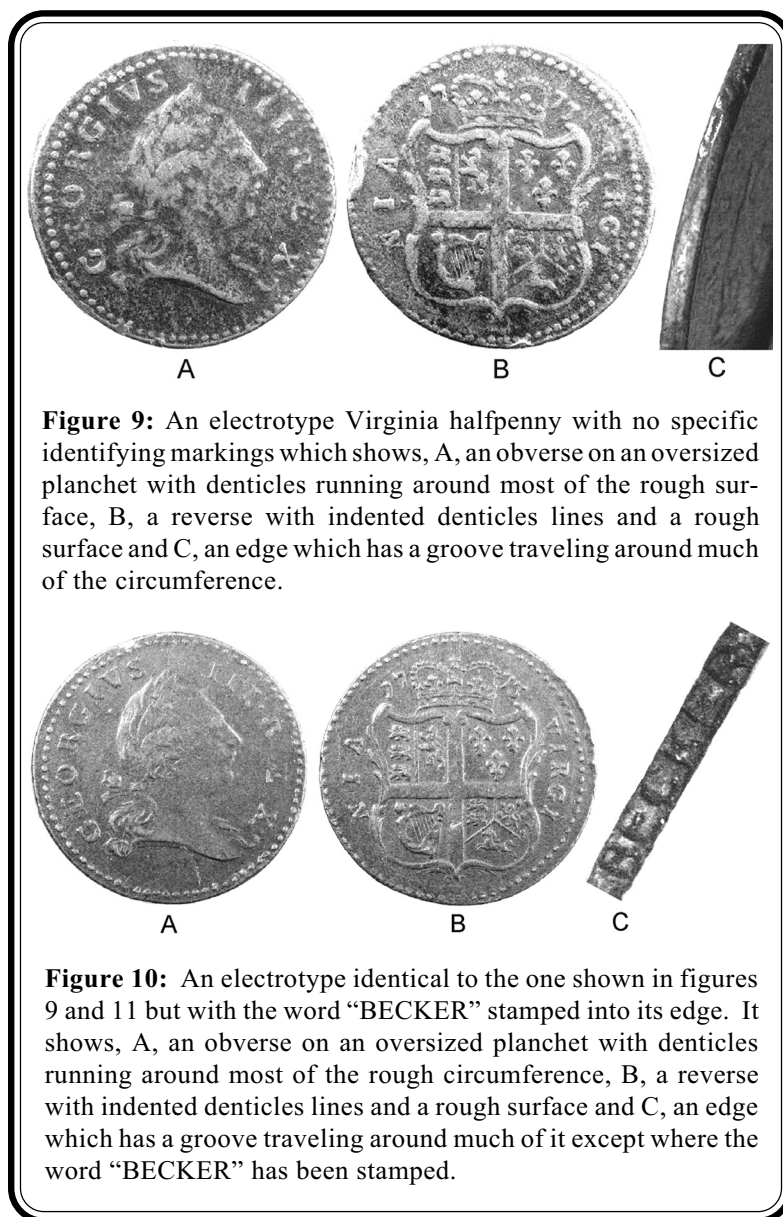 GEORGIVS III REX
17 71
VIRGI
NIA
A
B
C
Figure 9: An electrotype Virginia halfpenny with no specific
identifying markings which shows, A, an obverse on an oversized
planchet with denticles running around most of the rough sur-
face, B, a reverse with indented denticles lines and a rough
surface and C, an edge which has a groove traveling around much
of the circumference.
GEORGIVS III REX
17
VIRGI
NIA
BECKER
A
B
C
Figure 10: An electrotype identical to the one shown in figures
9 and 11 but with the word “BECKER” stamped into its edge. It
shows, A, an obverse on an oversized planchet with denticles
running around most of the rough circumference, B, a reverse
with indented denticles lines and a rough surface and C, an edge
which has a groove traveling around much of it except where the
word “BECKER” has been stamped.